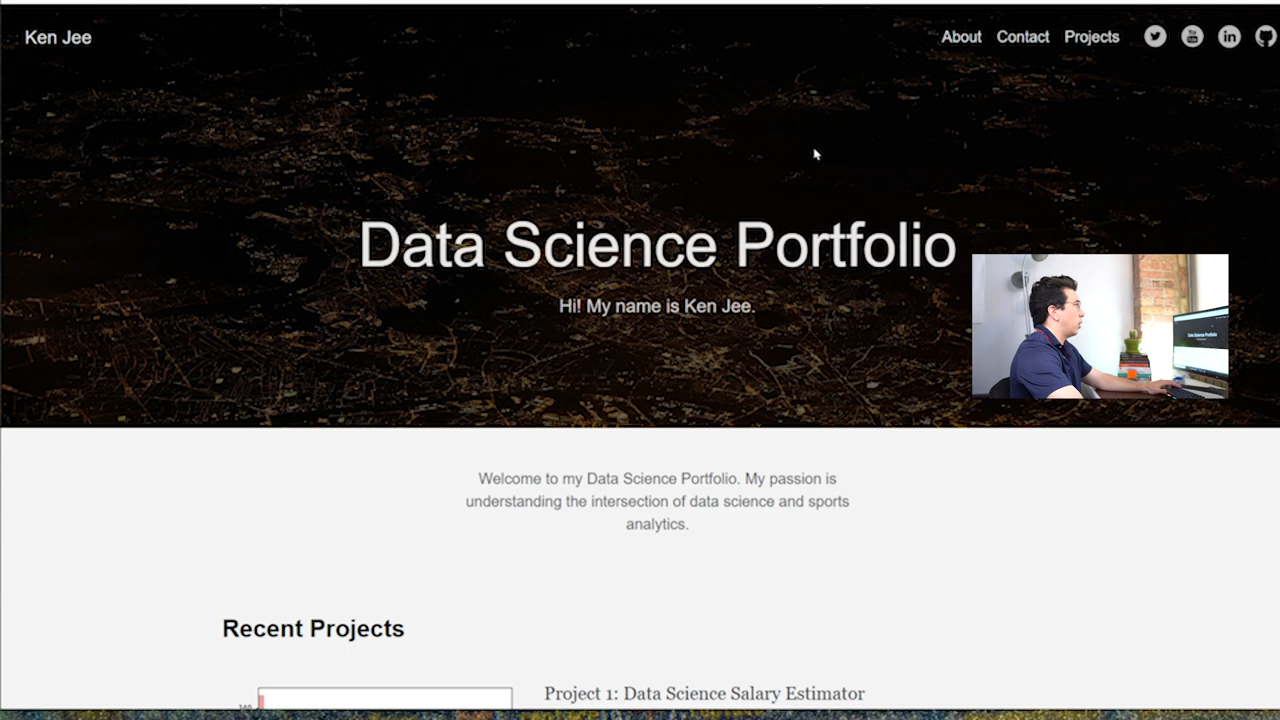 Ken Jee
About Contact Projects
Data Science Portfolio
Hi! My name is Ken Jee.
Welcome to my Data Science Portfolio. My passion is
understanding the intersection of data science and sports
analytics.
Recent Projects
Project 1: Data Science Salary Estimator